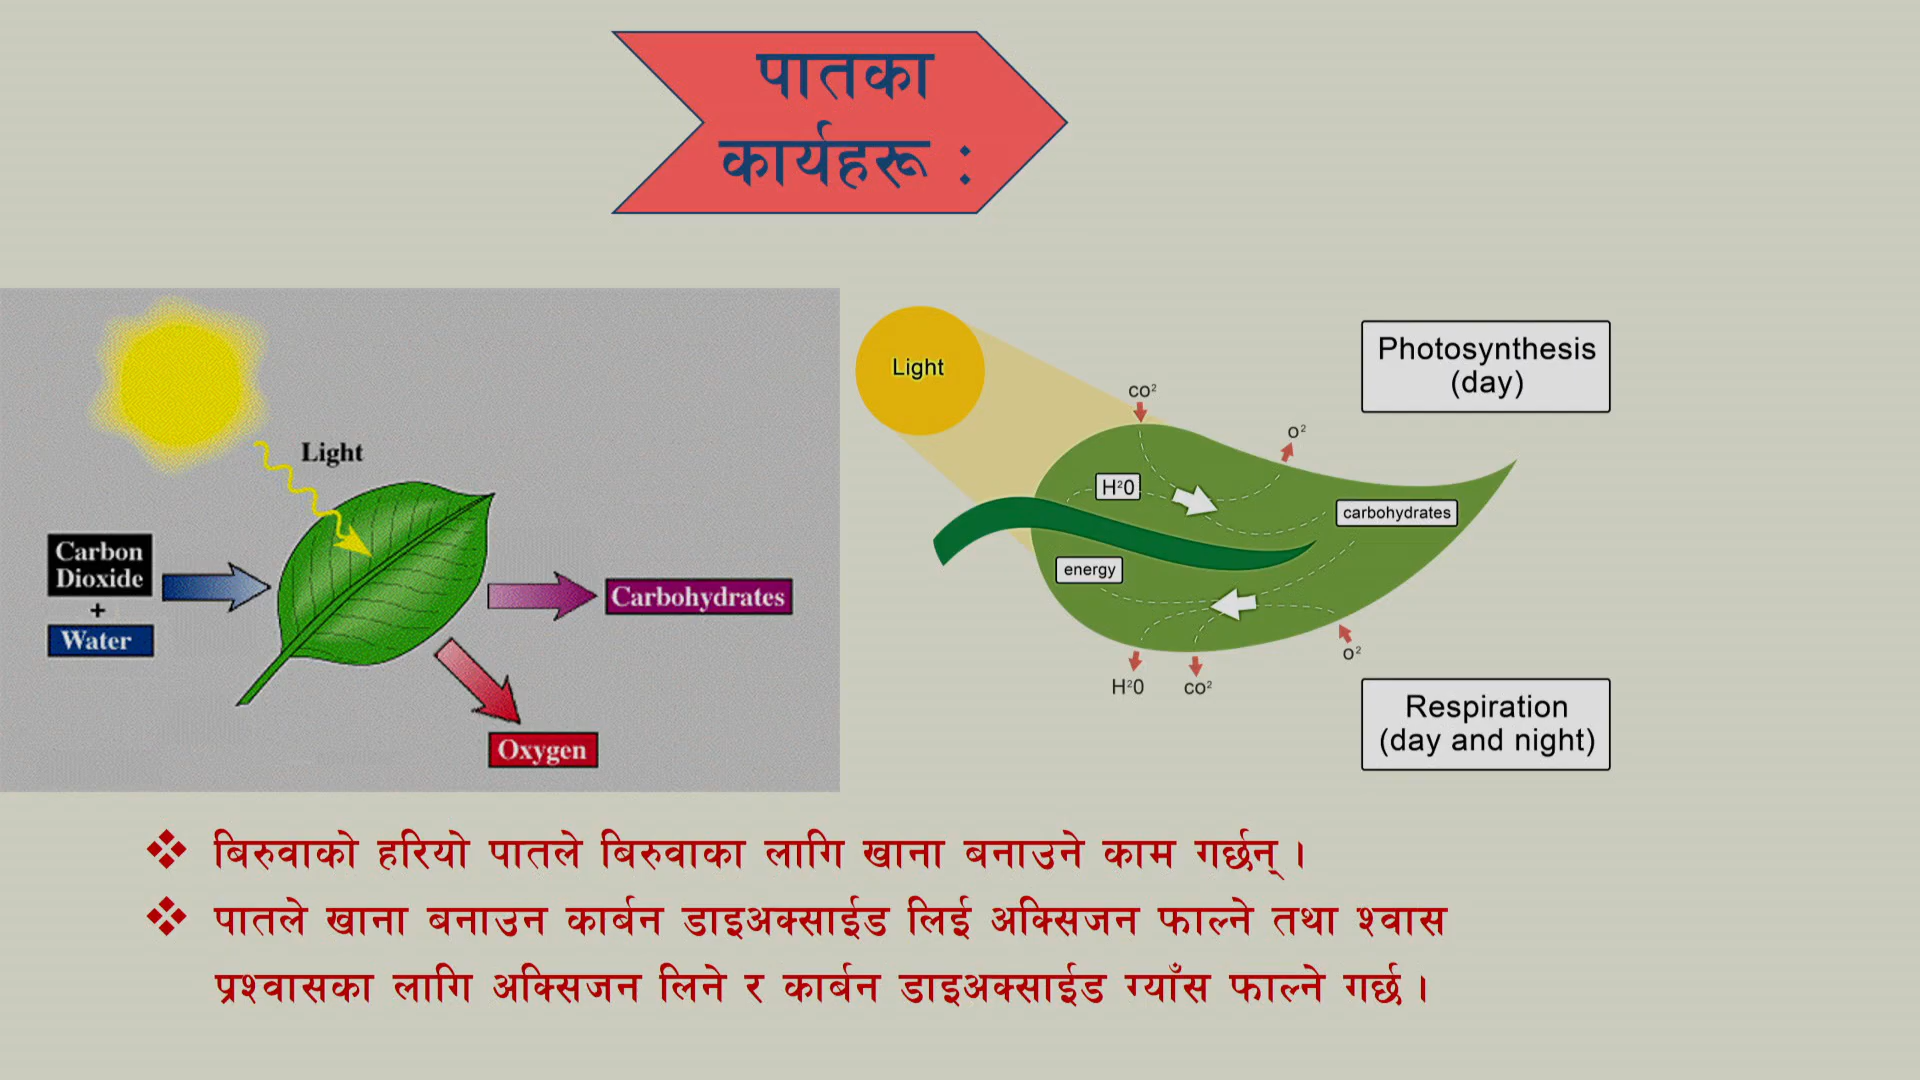 पातका
कार्यहरू :
Light
Carbon
Dioxide
+
Water
Carbohydrates
Oxygen
Light
co²
o²
Photosynthesis
(day)
H²0
carbohydrates
energy
o²
H²0
co²
Respiration
(day and night)
❖ बिरुवाको हरियो पातले बिरुवाका लागि खाना बनाउने काम गर्छन् ।
❖ पातले खाना बनाउन कार्बन डाइअक्साईड लिई अक्सिजन फाल्ने तथा श्वास
प्रश्वासका लागि अक्सिजन लिने र कार्बन डाइअक्साईड ग्याँस फाल्ने गर्छ ।